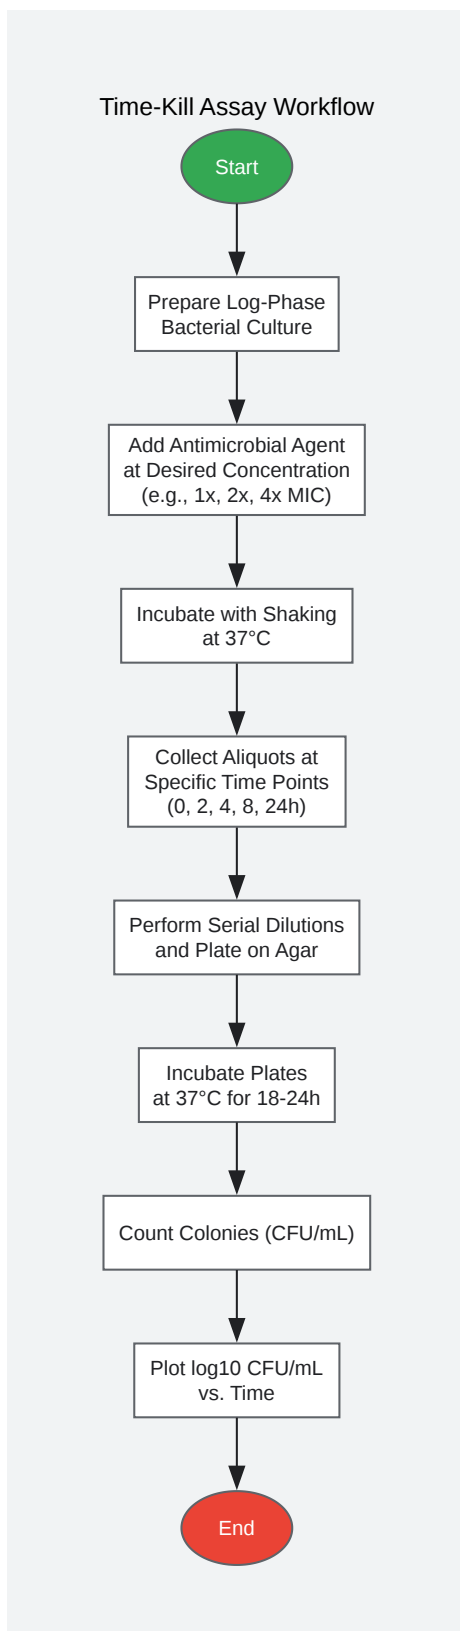 Time-Kill Assay Workflow
Start
Prepare Log-Phase
Bacterial Culture
Add Antimicrobial Agent
at Desired Concentration
(e.g., 1x, 2x, 4x MIC)
Incubate with Shaking
at 37°C
Collect Aliquots at
Specific Time Points
(0, 2, 4, 8, 24h)
Perform Serial Dilutions
and Plate on Agar
Incubate Plates
at 37°C for 18-24h
Count Colonies (CFU/mL)
Plot log10 CFU/mL
vs. Time
End